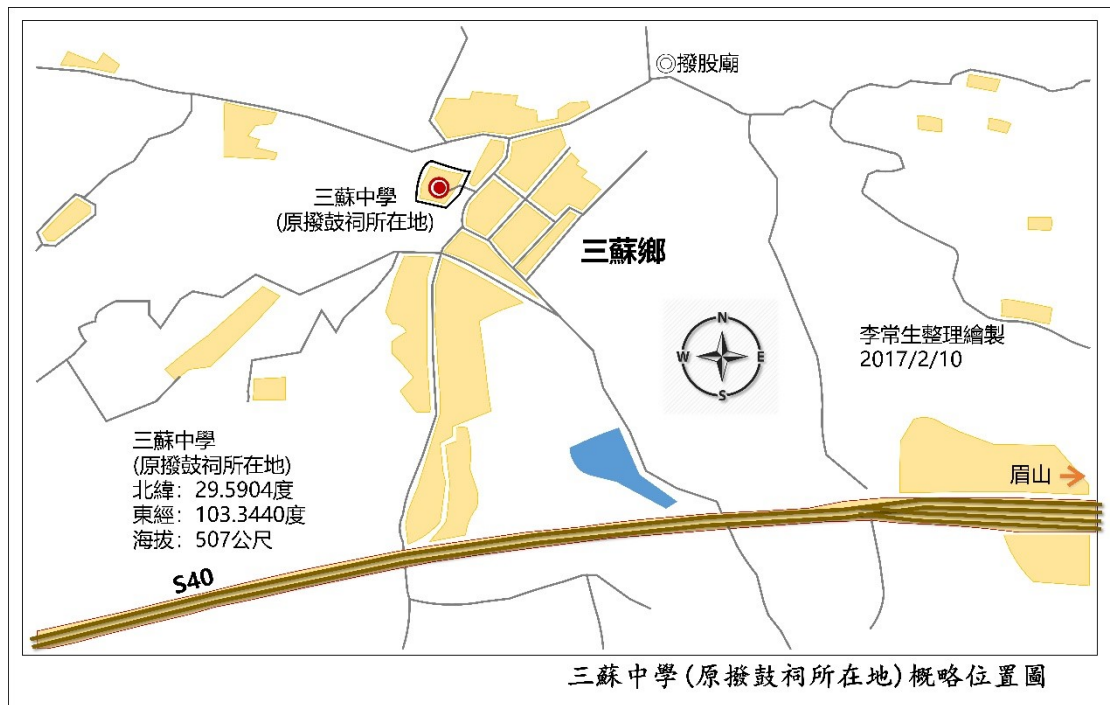 ◎撥股廟
三蘇中學
(原撥鼓祠所在地)
三蘇鄉
N
W
E
S
李常生整理繪製
2017/2/10
三蘇中學
(原撥鼓祠所在地)
北緯：29.5904度
東經：103.3440度
海拔：507公尺
眉山
S40
三蘇中學(原撥鼓祠所在地)概略位置圖